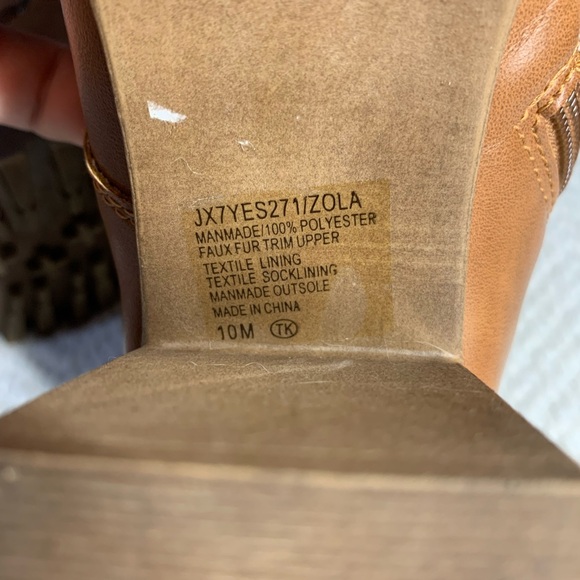 JX7YES271/ZOLA
MANMADE/100% POLYESTER
FAUX FUR TRIM UPPER
TEXTILE LINING
TEXTILE SOCKLINING
MANMADE OUTSOLE
MADE IN CHINA
10M TK